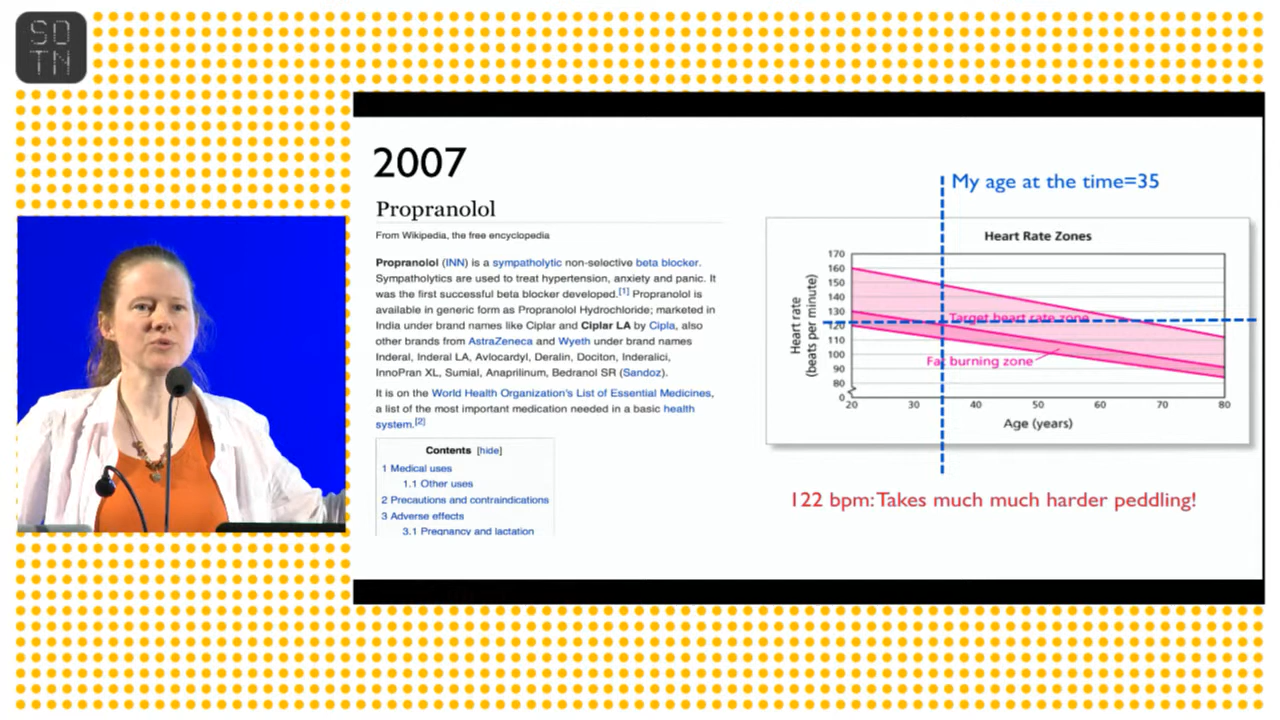 SD
TN
2007
Propranolol
From Wikipedia, the free encyclopedia
Propranolol (INN) is a sympatholytic non-selective beta blocker.
Sympatholytics are used to treat hypertension, anxiety and panic. It
was the first successful beta blocker developed.[1] Propranolol is
available in generic form as Propranolol Hydrochloride; marketed in
India under brand names like Ciplar and Ciplar LA by Cipla, also
other brands from AstraZeneca and Wyeth under brand names
Inderal, Inderal LA, Avlocardyl, Deralin, Dociton, Inderalici,
InnoPran XL, Sumial, Anaprilinum, Bedranol SR (Sandoz).
It is on the World Health Organization's List of Essential Medicines,
a list of the most important medication needed in a basic health
system.[2]
Contents [hide]
1 Medical uses
1.1 Other uses
2 Precautions and contraindications
3 Adverse effects
3.1 Pregnancy and lactation
My age at the time=35
Heart Rate Zones
Heart rate
(beats per minute)
170
160
150
140
130
120
110
100
90
80
0
Target heart rate zone
Fat burning zone
20 30 40 50 60 70 80
Age (years)
122 bpm: Takes much much harder peddling!